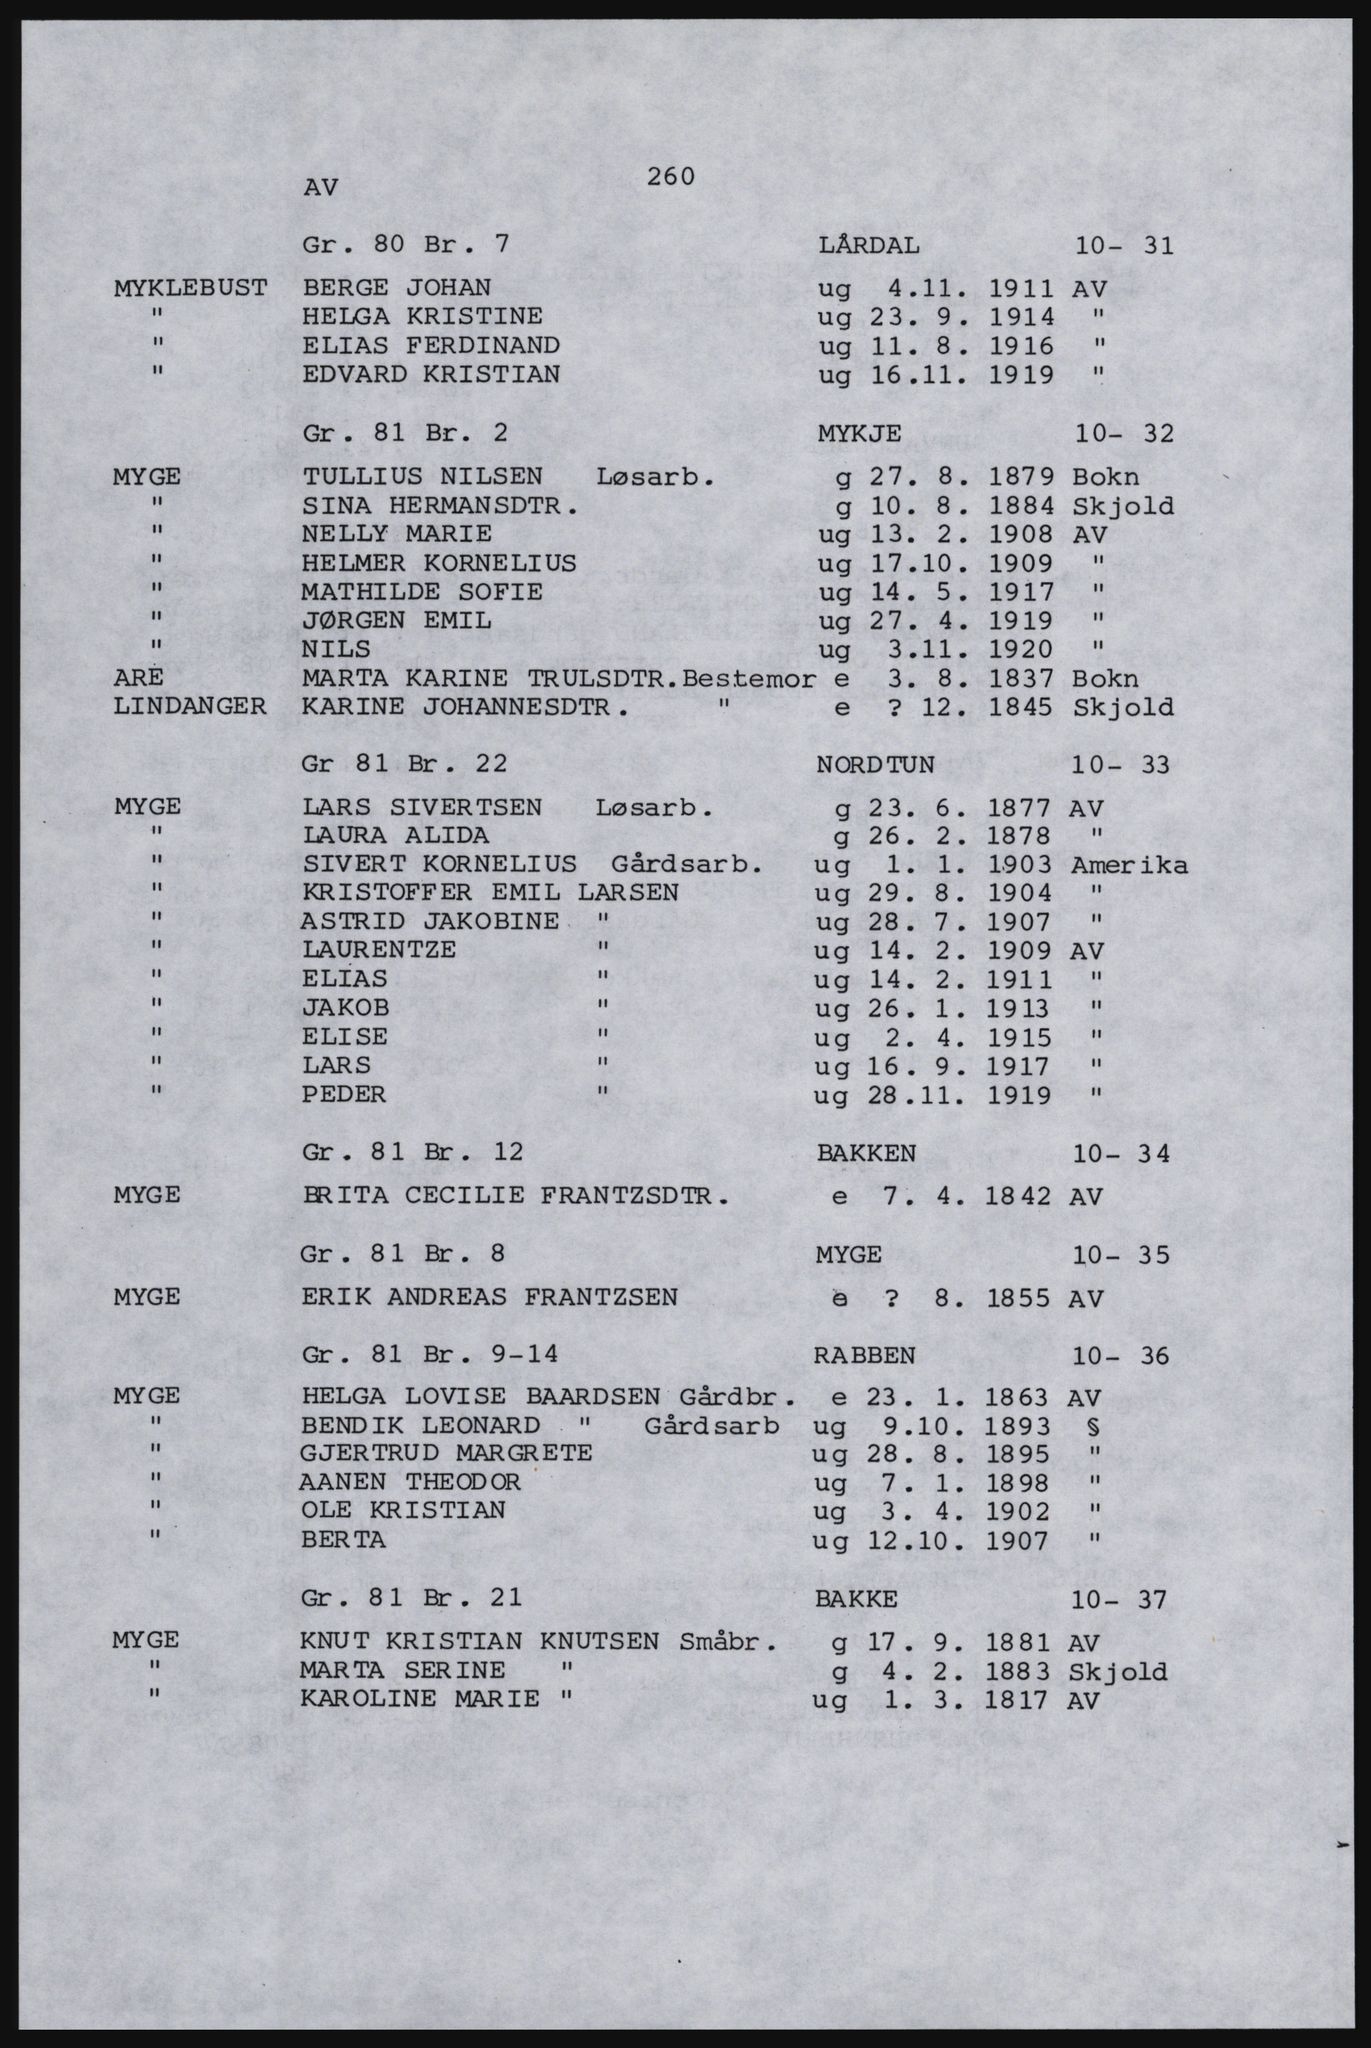 260
AV
Gr. 80 Br. 7 LÅRDAL 10- 31
MYKLEBUST BERGE JOHAN ug 4.11. 1911 AV
" HELGA KRISTINE ug 23. 9. 1914 "
" ELIAS FERDINAND ug 11. 8. 1916 "
" EDVARD KRISTIAN ug 16.11. 1919 "
Gr. 81 Br. 2 MYKJE 10- 32
MYGE TULLIUS NILSEN Løsarb. g 27. 8. 1879 Bokn
" SINA HERMANSDTR. g 10. 8. 1884 Skjold
" NELLY MARIE ug 13. 2. 1908 AV
" HELMER KORNELIUS ug 17.10. 1909 "
" MATHILDE SOFIE ug 14. 5. 1917 "
" JØRGEN EMIL ug 27. 4. 1919 "
" NILS ug 3.11. 1920 "
ARE MARTA KARINE TRULSDTR.Bestemor e 3. 8. 1837 Bokn
LINDANGER KARINE JOHANNESDTR. " e ? 12. 1845 Skjold
Gr 81 Br. 22 NORDTUN 10- 33
MYGE LARS SIVERTSEN Løsarb. g 23. 6. 1877 AV
" LAURA ALIDA g 26. 2. 1878 "
" SIVERT KORNELIUS Gårdsarb. ug 1. 1. 1903 Amerika
" KRISTOFFER EMIL LARSEN ug 29. 8. 1904 "
" ASTRID JAKOBINE " ug 28. 7. 1907 "
" LAURENTZE " ug 14. 2. 1909 AV
" ELIAS " ug 14. 2. 1911 "
" JAKOB " ug 26. 1. 1913 "
" ELISE " ug 2. 4. 1915 "
" LARS " ug 16. 9. 1917 "
" PEDER " ug 28.11. 1919 "
Gr. 81 Br. 12 BAKKEN 10- 34
MYGE BRITA CECILIE FRANTZSDTR. e 7. 4. 1842 AV
Gr. 81 Br. 8 MYGE 10- 35
MYGE ERIK ANDREAS FRANTZSEN e ? 8. 1855 AV
Gr. 81 Br. 9-14 RABBEN 10- 36
MYGE HELGA LOVISE BAARDSEN Gårdbr. e 23. 1. 1863 AV
" BENDIK LEONARD " Gårdsarb ug 9.10. 1893 §
" GJERTRUD MARGRETE ug 28. 8. 1895 "
" AANEN THEODOR ug 7. 1. 1898 "
" OLE KRISTIAN ug 3. 4. 1902 "
" BERTA ug 12.10. 1907 "
Gr. 81 Br. 21 BAKKE 10- 37
MYGE KNUT KRISTIAN KNUTSEN Småbr. g 17. 9. 1881 AV
" MARTA SERINE " g 4. 2. 1883 Skjold
" KAROLINE MARIE " ug 1. 3. 1817 AV